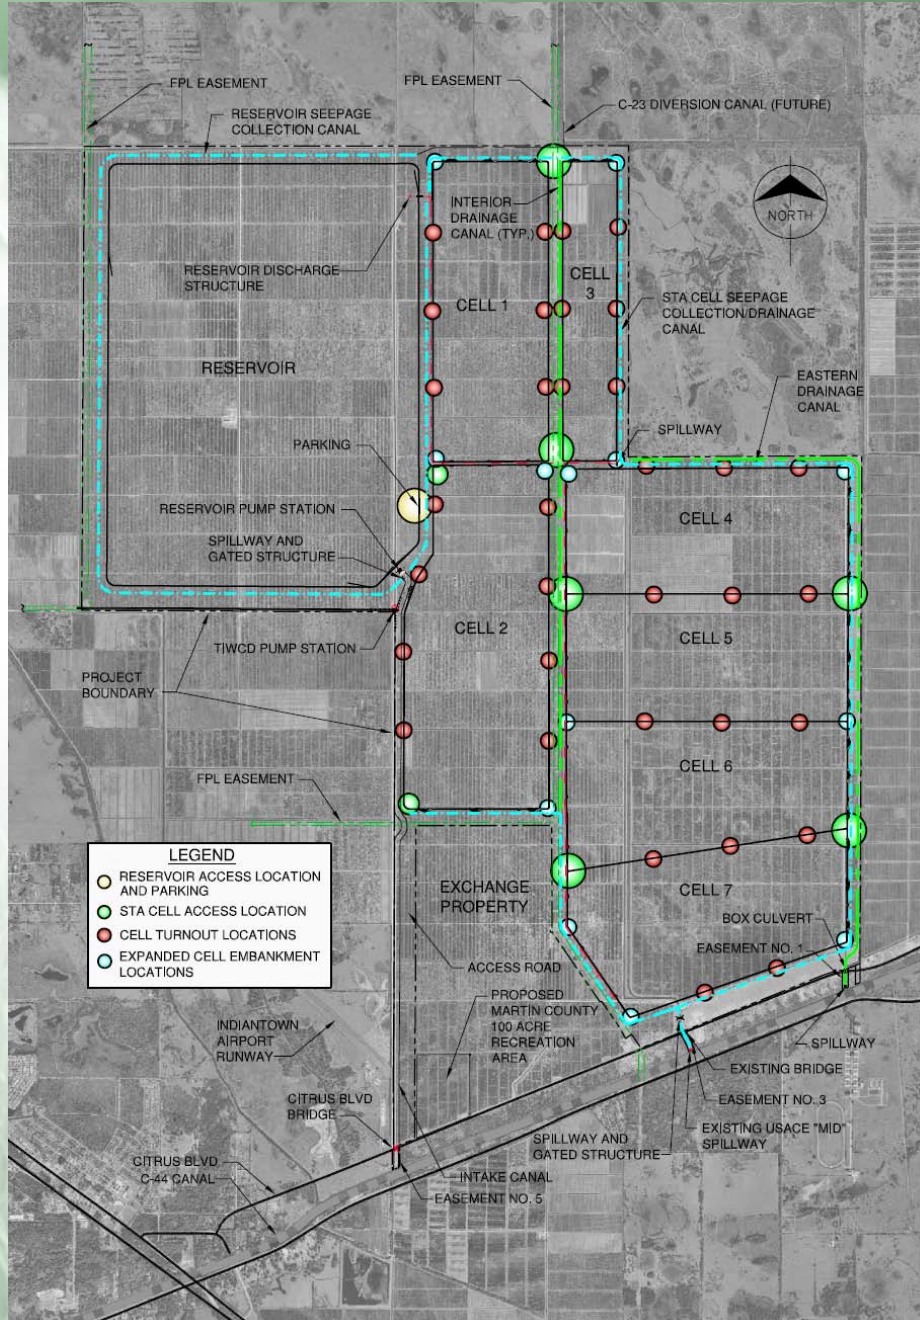 FPL EASEMENT
FPL EASEMENT
C-23 DIVERSION CANAL (FUTURE)
RESERVOIR SEEPAGE
COLLECTION CANAL
INTERIOR
DRAINAGE
CANAL (TYP.)
NORTH
RESERVOIR DISCHARGE
STRUCTURE
CELL
3
CELL 1
STA CELL SEEPAGE
COLLECTION/DRAINAGE
CANAL
RESERVOIR
EASTERN
DRAINAGE
CANAL
PARKING
SPILLWAY
RESERVOIR PUMP STATION
CELL 4
SPILLWAY AND
GATED STRUCTURE
CELL 2
CELL 5
TIWCD PUMP STATION
PROJECT
BOUNDARY
CELL 6
FPL EASEMENT
LEGEND
RESERVOIR ACCESS LOCATION
AND PARKING
STA CELL ACCESS LOCATION
CELL TURNOUT LOCATIONS
EXPANDED CELL EMBANKMENT
LOCATIONS
EXCHANGE
PROPERTY
CELL 7
BOX CULVERT
EASEMENT NO. 1
ACCESS ROAD
PROPOSED
MARTIN COUNTY
100 ACRE
RECREATION
AREA
INDIANTOWN
AIRPORT
RUNWAY
SPILLWAY
EXISTING BRIDGE
CITRUS BLVD
BRIDGE
EASEMENT NO. 3
EXISTING USACE "MID"
SPILLWAY
SPILLWAY AND
GATED STRUCTURE
CITRUS BLVD
C-44 CANAL
INTAKE CANAL
EASEMENT NO. 5